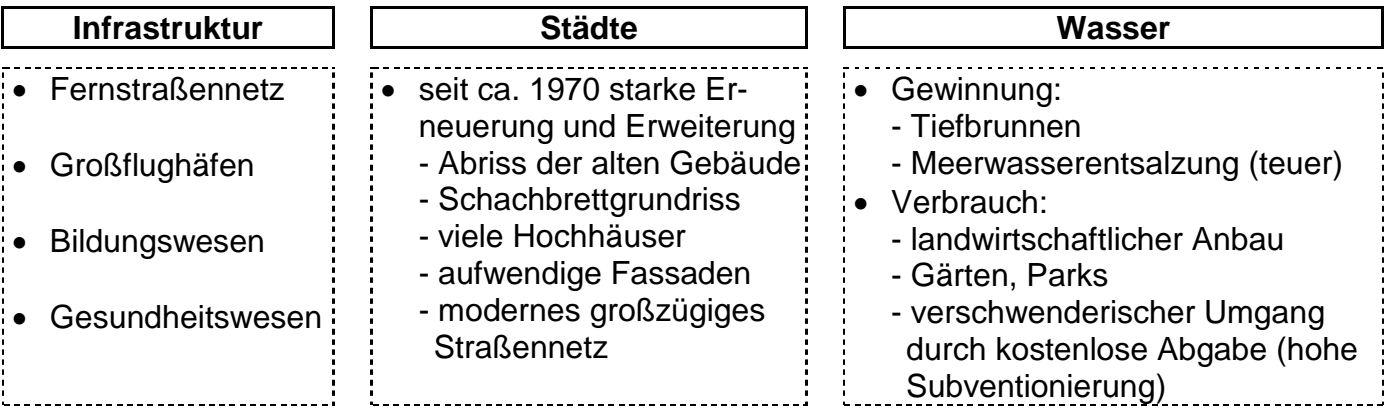 Infrastruktur
• Fernstraßennetz
• Großflughäfen
• Bildungswesen
• Gesundheitswesen
Städte
• seit ca. 1970 starke Er-
neuerung und Erweiterung
- Abriss der alten Gebäude
- Schachbrettgrundriss
- viele Hochhäuser
- aufwendige Fassaden
- modernes großzügiges
Straßennetz
Wasser
• Gewinnung:
- Tiefbrunnen
- Meerwasserentsalzung (teuer)
• Verbrauch:
- landwirtschaftlicher Anbau
- Gärten, Parks
- verschwenderischer Umgang
durch kostenlose Abgabe (hohe
Subventionierung)